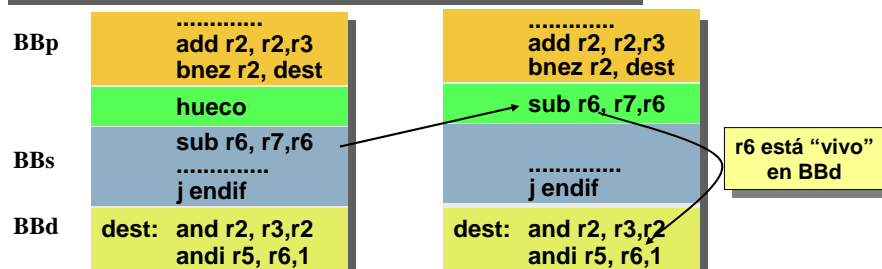 BBp
.............
add r2, r2,r3
bnez r2, dest
hueco
BBs
sub r6, r7,r6
..............
j endif
BBd
dest: and r2, r3,r2
andi r5, r6,1
.............
add r2, r2,r3
bnez r2, dest
sub r6, r7,r6
..............
j endif
dest: and r2, r3,r2
andi r5, r6,1
r6 está “vivo”
en BBd